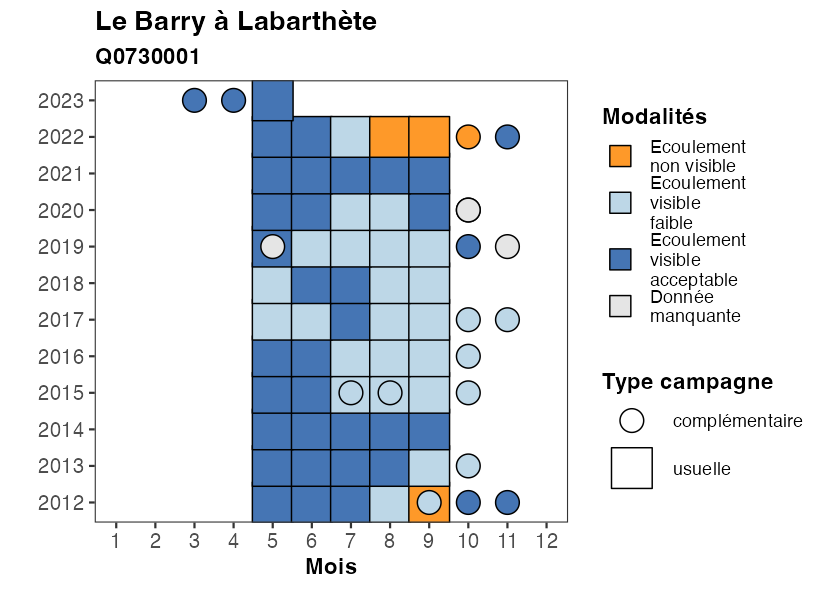 Le Barry à Labarthète
Q0730001
2023
2022
2021
2020
2019
2018
2017
2016
2015
2014
2013
2012
1 2 3 4 5 6 7 8 9 10 11 12
Mois
Modalités
Ecoulement
non visible
Ecoulement
visible
faible
Ecoulement
visible
acceptable
Donnée
manquante
Type campagne
complémentaire
usuelle